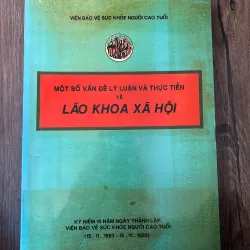 VIỆN BẢO VỆ SỨC KHỎE NGƯỜI CAO TUỔI
MỘT SỐ VẤN ĐỀ LÝ LUẬN VÀ THỰC TIỄN
VỀ
LÃO KHOA XÃ HỘI
KỶ NIỆM 10 NĂM NGÀY THÀNH LẬP
VIỆN BẢO VỆ SỨC KHỎE NGƯỜI CAO TUỔI